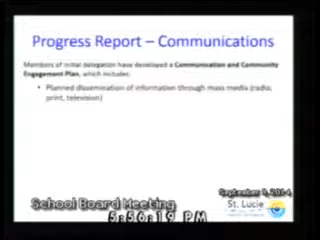 Progress Report – Communications
Members of initial delegation have developed a Communication and Community
Engagement Plan, which includes:
• Planned dissemination of information through mass media (radio,
print, television)
September 9, 2014
School Board Meeting
St. Lucie
5:56:19 PM